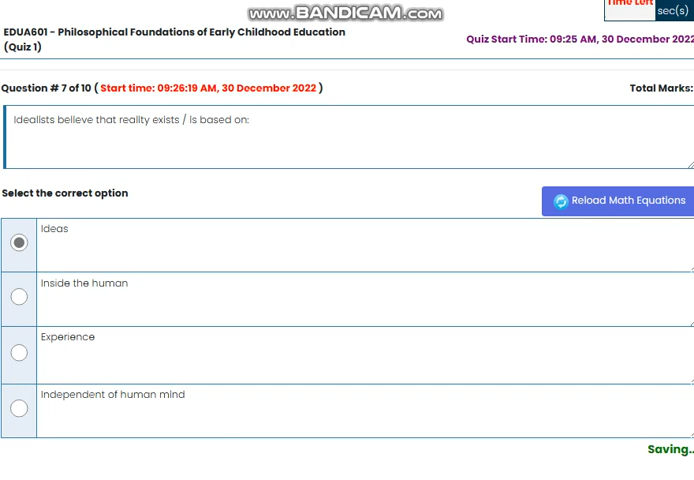 www.BANDICAM.com
Time Left
sec(s)
EDUA601 - Philosophical Foundations of Early Childhood Education
(Quiz 1)
Quiz Start Time: 09:25 AM, 30 December 2022
Question # 7 of 10 ( Start time: 09:26:19 AM, 30 December 2022 )
Total Marks:
Idealists believe that reality exists / is based on:
Select the correct option
Reload Math Equations
Ideas
Inside the human
Experience
Independent of human mind
Saving..